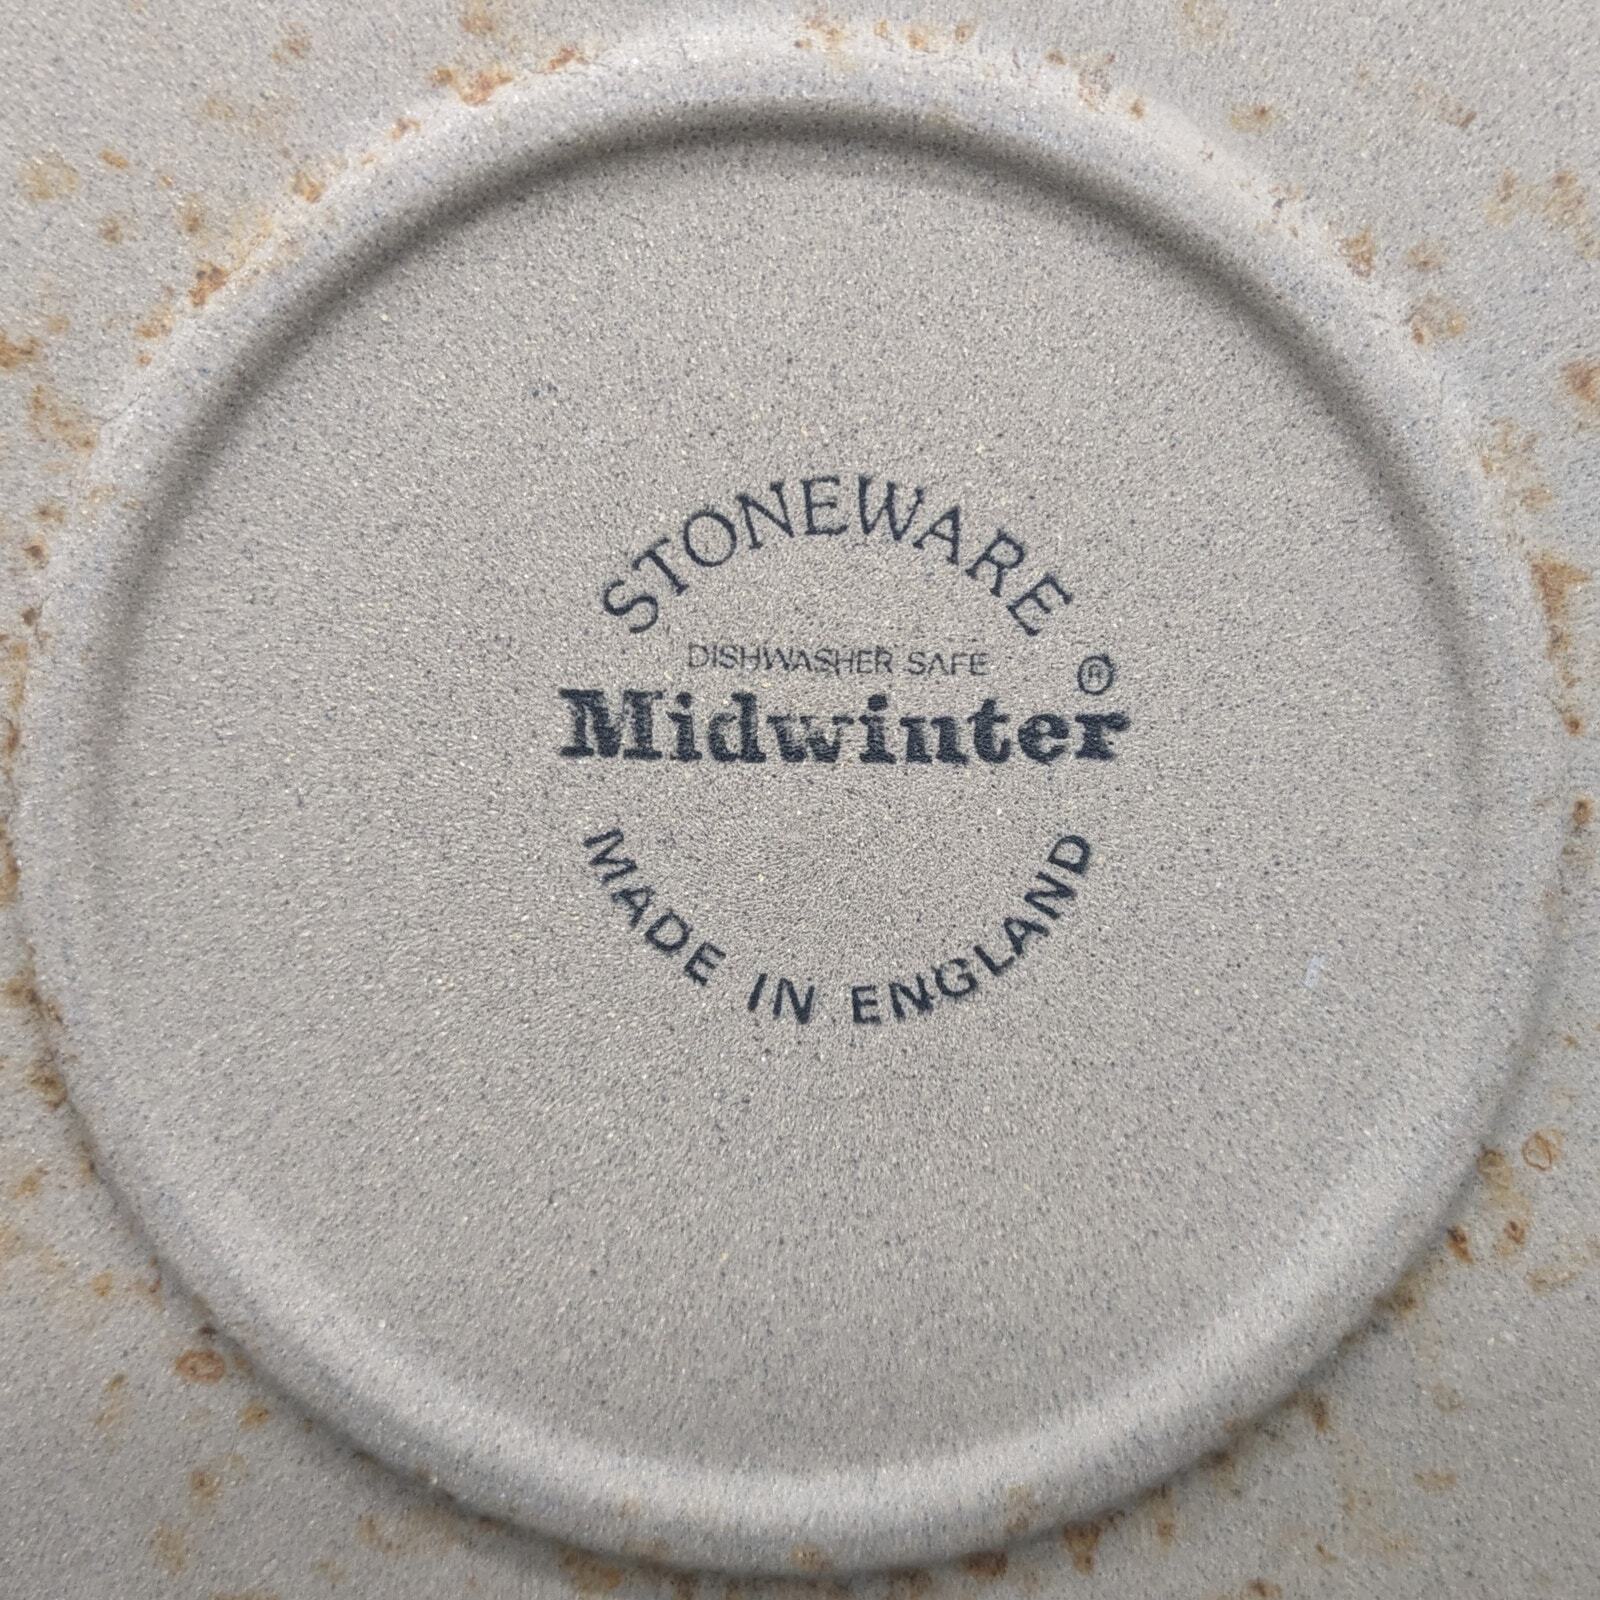 STONEWARE
DISHWASHER SAFE
Midwinter ®
MADE IN ENGLAND